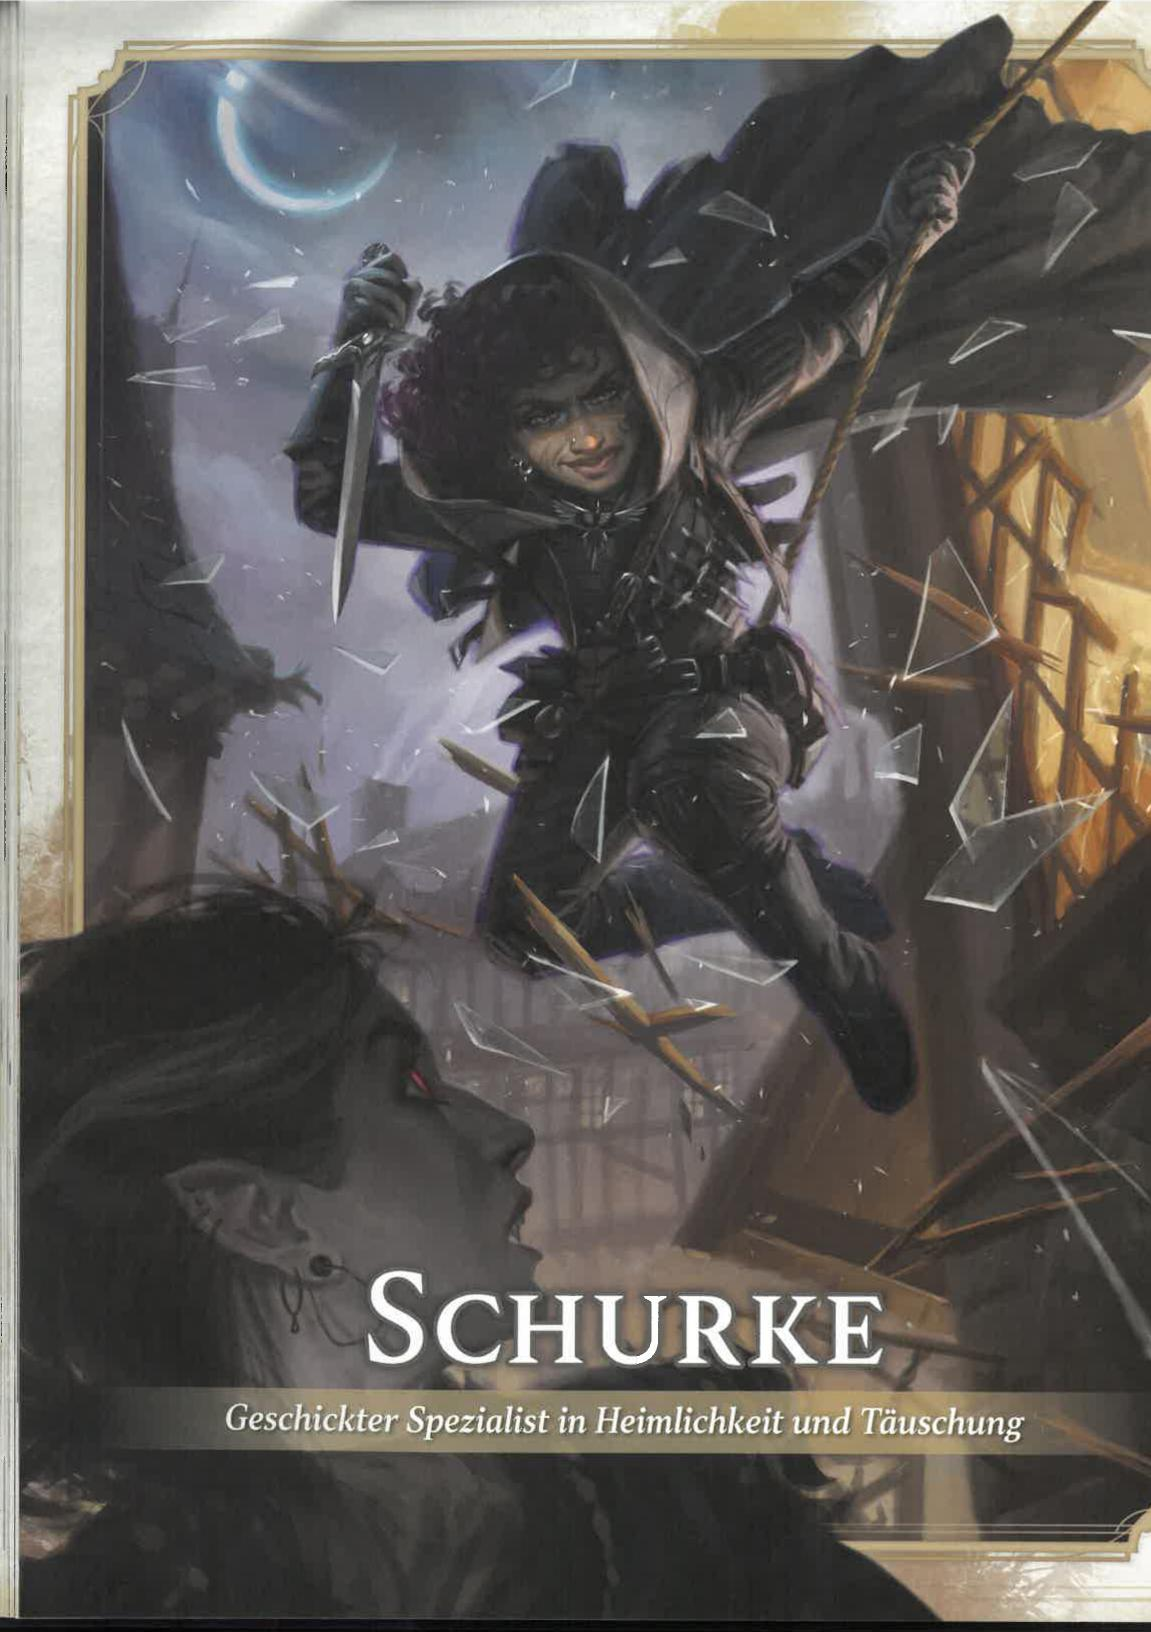 SCHURKE
Geschickter Spezialist in Heimlichkeit und Täuschung